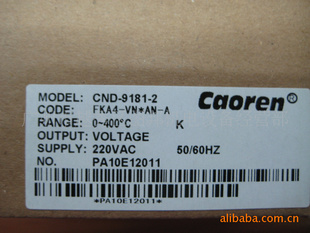 MODEL: CND-9181-2
Caoren®
CODE: FKA4-VN*AN-A
RANGE: 0~400°C K
OUTPUT: VOLTAGE
SUPPLY: 220VAC 50/60HZ
NO. PA10E12011
*PA10E12011*
alibaba.com.cn